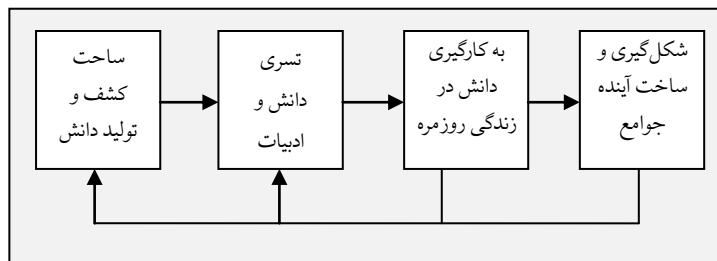 ساحت
کشف و
تولید دانش
تسری
دانش و
ادبیات
به کارگیری
دانش در
زندگی روزمره
شکل‌گیری و
ساخت آینده
جوامع